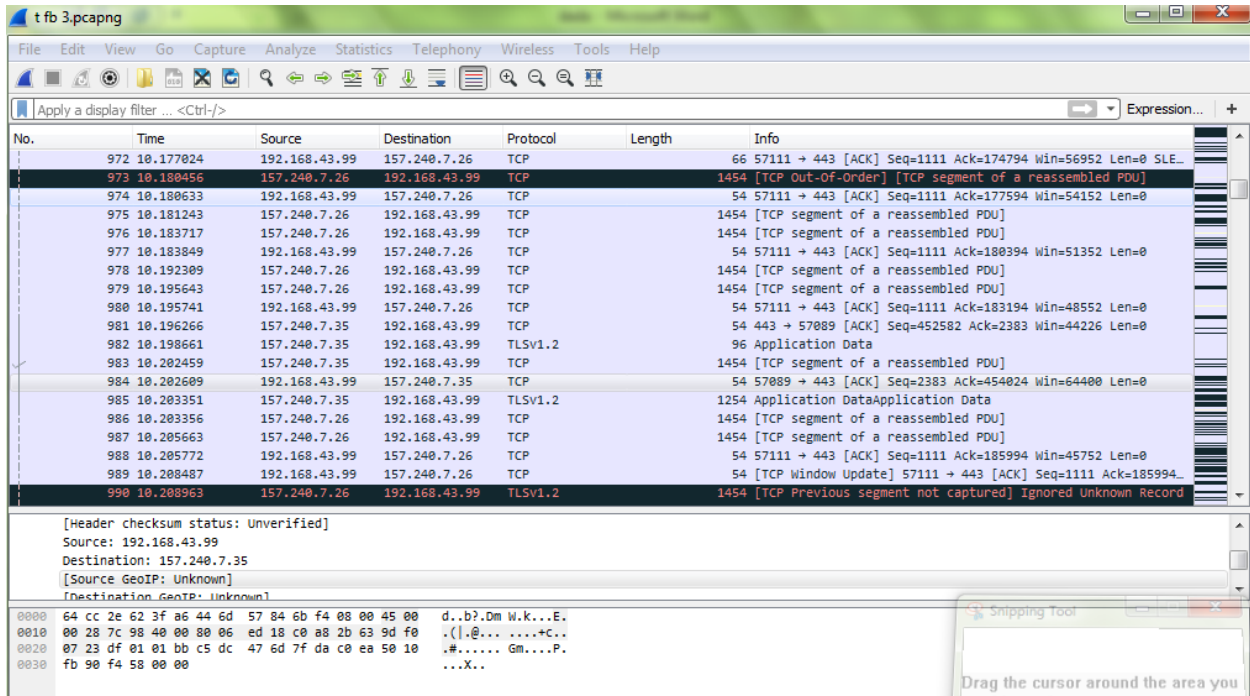 t fb 3.pcapng
File Edit View Go Capture Analyze Statistics Telephony Wireless Tools Help
Apply a display filter ... <Ctrl-/> Expression... +
No. Time Source Destination Protocol Length Info
972 10.177024 192.168.43.99 157.240.7.26 TCP 66 57111 → 443 [ACK] Seq=1111 Ack=174794 Win=56952 Len=0 SLE…
973 10.180456 157.240.7.26 192.168.43.99 TCP 1454 [TCP Out-Of-Order] [TCP segment of a reassembled PDU]
974 10.180633 192.168.43.99 157.240.7.26 TCP 54 57111 → 443 [ACK] Seq=1111 Ack=177594 Win=54152 Len=0
975 10.181243 157.240.7.26 192.168.43.99 TCP 1454 [TCP segment of a reassembled PDU]
976 10.183717 157.240.7.26 192.168.43.99 TCP 1454 [TCP segment of a reassembled PDU]
977 10.183849 192.168.43.99 157.240.7.26 TCP 54 57111 → 443 [ACK] Seq=1111 Ack=180394 Win=51352 Len=0
978 10.192309 157.240.7.26 192.168.43.99 TCP 1454 [TCP segment of a reassembled PDU]
979 10.195643 157.240.7.26 192.168.43.99 TCP 1454 [TCP segment of a reassembled PDU]
980 10.195741 192.168.43.99 157.240.7.26 TCP 54 57111 → 443 [ACK] Seq=1111 Ack=183194 Win=48552 Len=0
981 10.196266 157.240.7.35 192.168.43.99 TCP 54 443 → 57089 [ACK] Seq=452582 Ack=2383 Win=44226 Len=0
982 10.198661 157.240.7.35 192.168.43.99 TLSv1.2 96 Application Data
983 10.202459 157.240.7.35 192.168.43.99 TCP 1454 [TCP segment of a reassembled PDU]
984 10.202609 192.168.43.99 157.240.7.35 TCP 54 57089 → 443 [ACK] Seq=2383 Ack=454024 Win=64400 Len=0
985 10.203351 157.240.7.35 192.168.43.99 TLSv1.2 1254 Application DataApplication Data
986 10.203356 157.240.7.26 192.168.43.99 TCP 1454 [TCP segment of a reassembled PDU]
987 10.205663 157.240.7.26 192.168.43.99 TCP 1454 [TCP segment of a reassembled PDU]
988 10.205772 192.168.43.99 157.240.7.26 TCP 54 57111 → 443 [ACK] Seq=1111 Ack=185994 Win=45752 Len=0
989 10.208487 192.168.43.99 157.240.7.26 TCP 54 [TCP Window Update] 57111 → 443 [ACK] Seq=1111 Ack=185994…
990 10.208963 157.240.7.26 192.168.43.99 TLSv1.2 1454 [TCP Previous segment not captured] Ignored Unknown Record
[Header checksum status: Unverified]
Source: 192.168.43.99
Destination: 157.240.7.35
[Source GeoIP: Unknown]
[Destination GeoIP: Unknown]
0000 64 cc 2e 62 3f a6 44 6d 57 84 6b f4 08 00 45 00 d..b?.Dm W.k...E.
0010 00 28 7c 98 40 00 80 06 ed 18 c0 a8 2b 63 9d f0 .(|.@... ....+c..
0020 07 23 df 01 01 bb c5 dc 47 6d 7f da c0 ea 50 10 .#...... Gm....P.
0030 fb 90 f4 58 00 00 ...X..
Snipping Tool
Drag the cursor around the area you